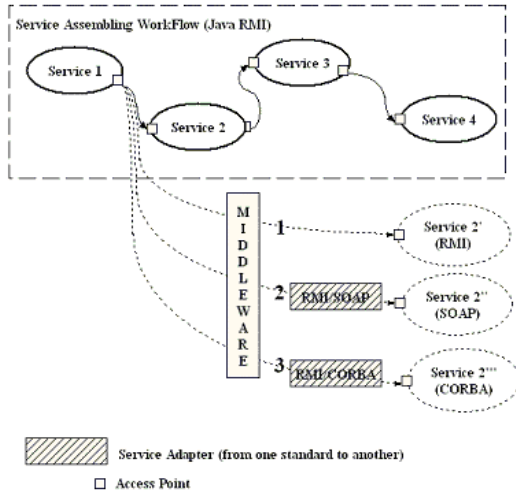 Service Assembling WorkFlow (Java RMI)
Service 1
Service 3
Service 2
Service 4
MIDDLEWARE
1
Service 2'
(RMI)
2
RMI/SOAP
Service 2''
(SOAP)
3
RMI/CORBA
Service 2'''
(CORBA)
Service Adapter (from one standard to another)
Access Point